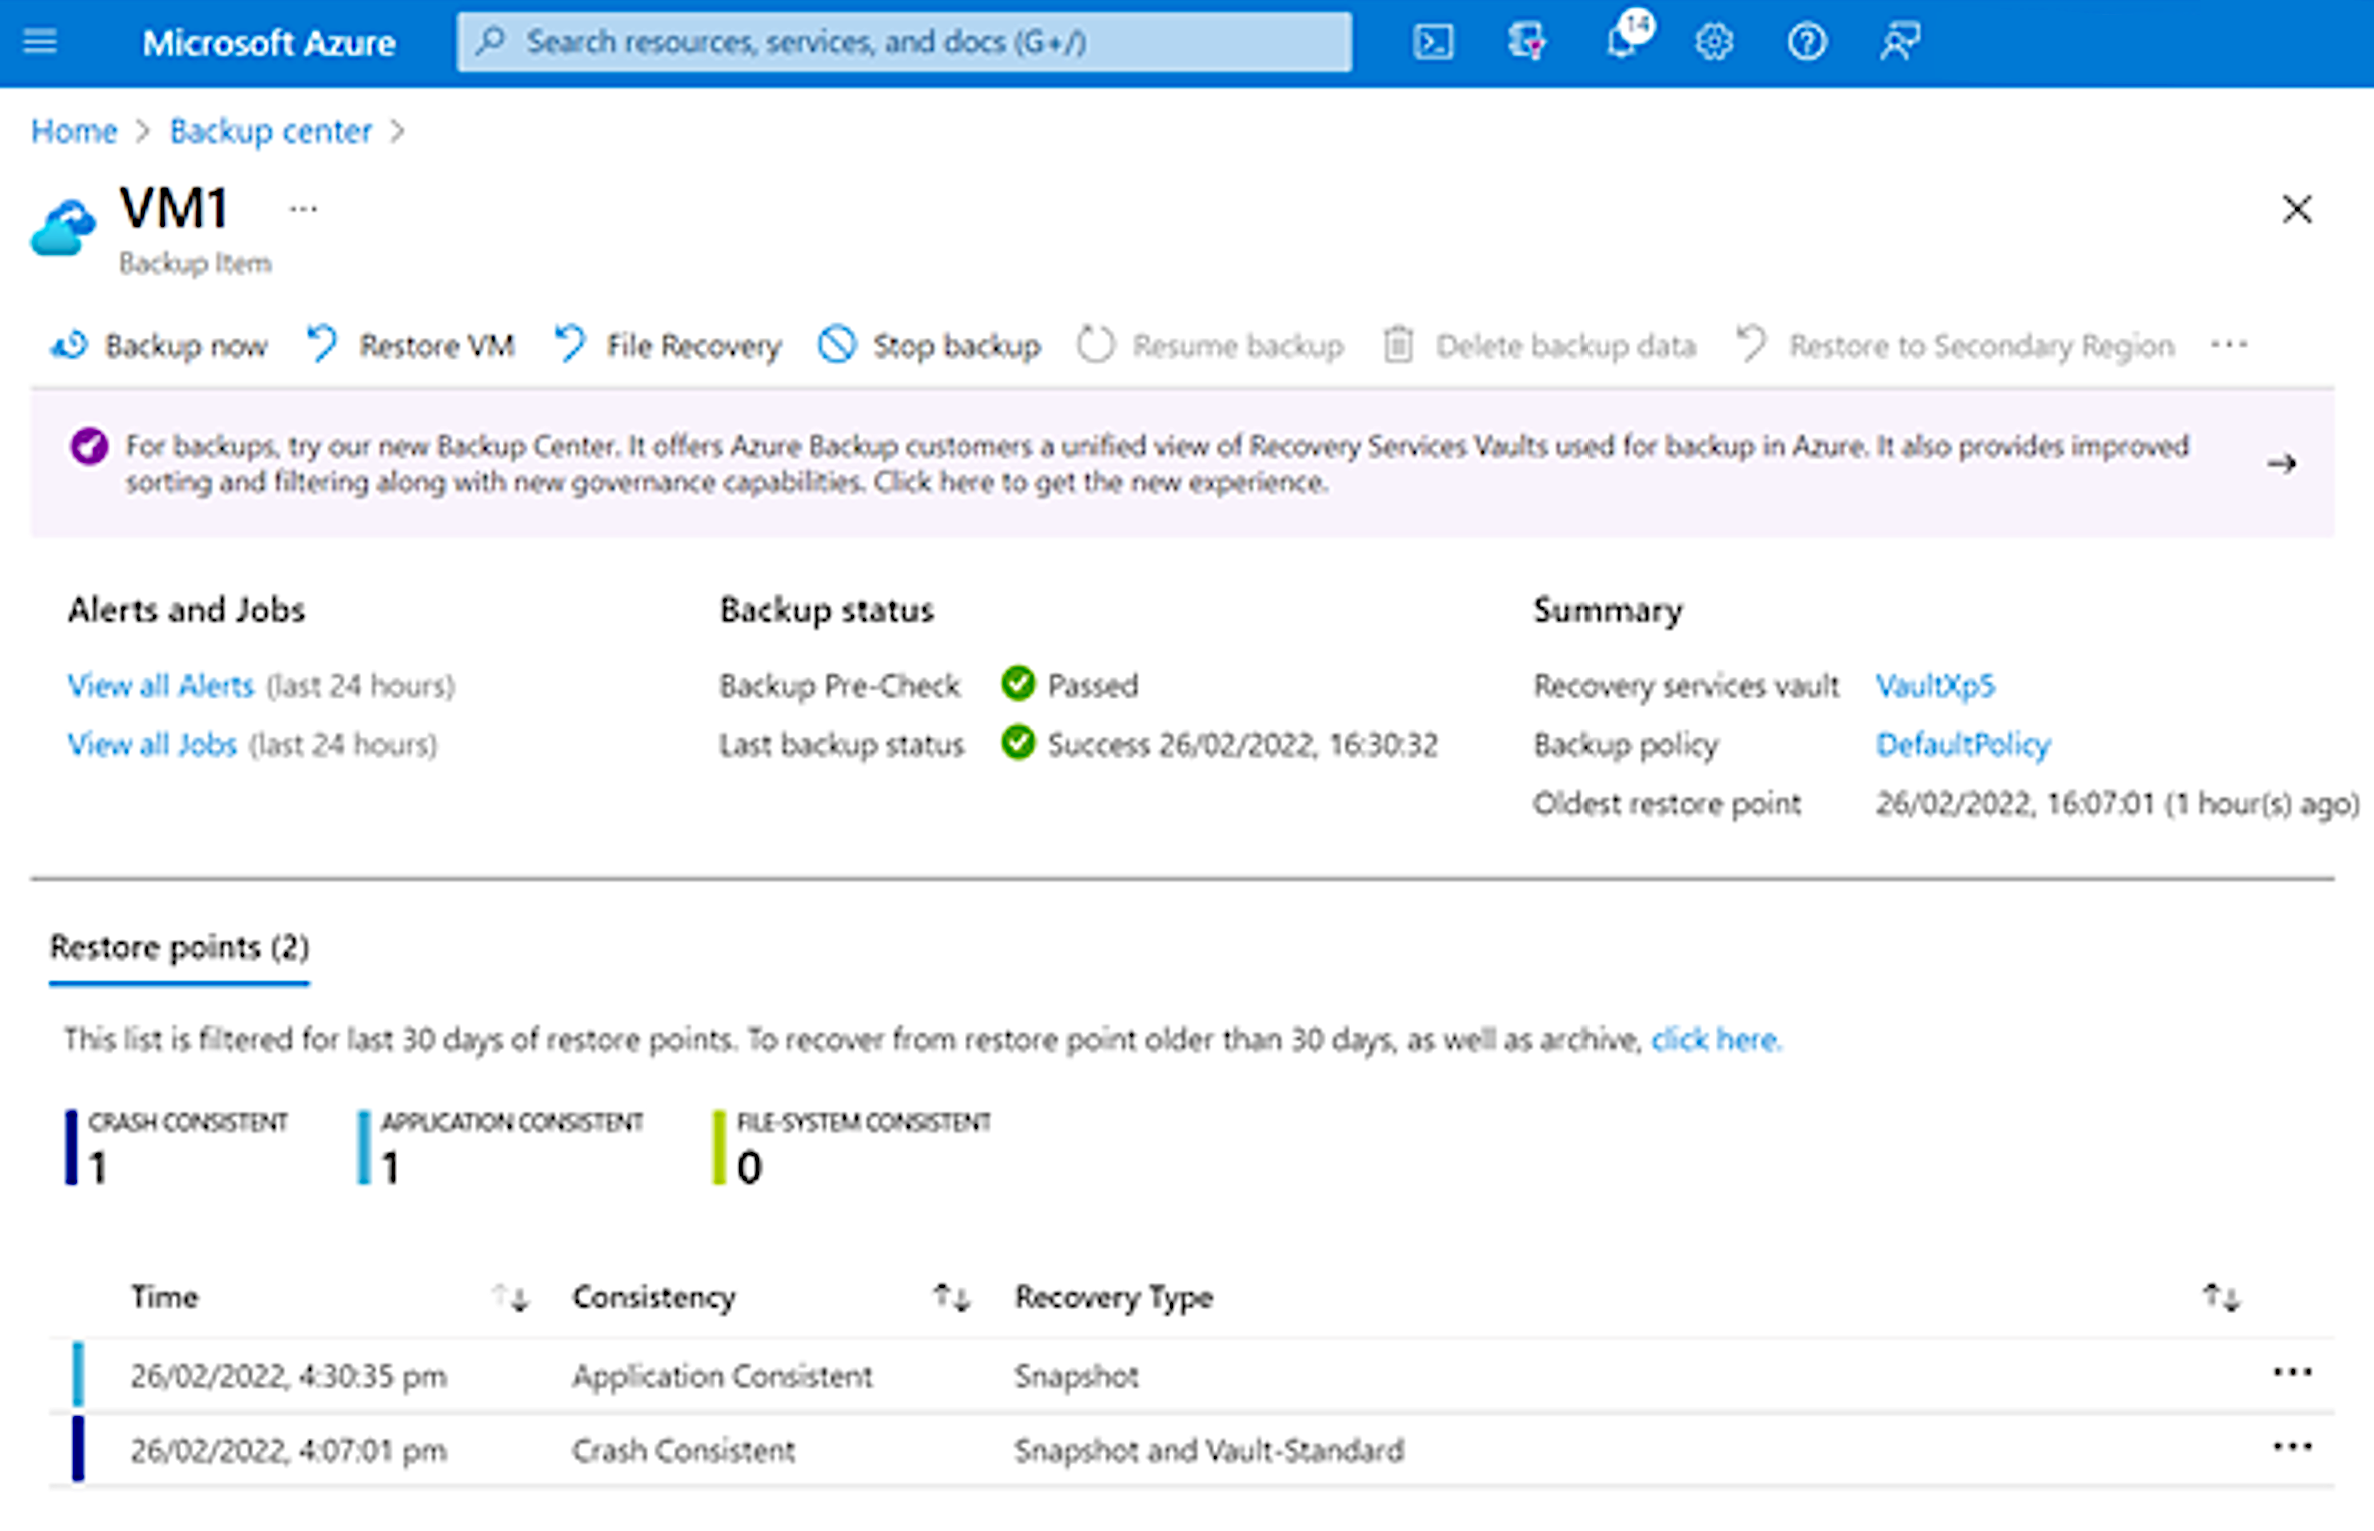 Microsoft Azure
Search resources, services, and docs (G+/)
14
Home > Backup center >
VM1 ...
Backup Item
Backup now
Restore VM
File Recovery
Stop backup
Resume backup
Delete backup data
Restore to Secondary Region
...
For backups, try our new Backup Center. It offers Azure Backup customers a unified view of Recovery Services Vaults used for backup in Azure. It also provides improved
sorting and filtering along with new governance capabilities. Click here to get the new experience.
Alerts and Jobs
View all Alerts (last 24 hours)
View all Jobs (last 24 hours)
Backup status
Backup Pre-Check Passed
Last backup status Success 26/02/2022, 16:30:32
Summary
Recovery services vault VaultXp5
Backup policy DefaultPolicy
Oldest restore point 26/02/2022, 16:07:01 (1 hour(s) ago)
Restore points (2)
This list is filtered for last 30 days of restore points. To recover from restore point older than 30 days, as well as archive, click here.
CRASH CONSISTENT
1
APPLICATION CONSISTENT
1
FILE-SYSTEM CONSISTENT
0
Time Consistency Recovery Type
26/02/2022, 4:30:35 pm Application Consistent Snapshot ...
26/02/2022, 4:07:01 pm Crash Consistent Snapshot and Vault-Standard ...